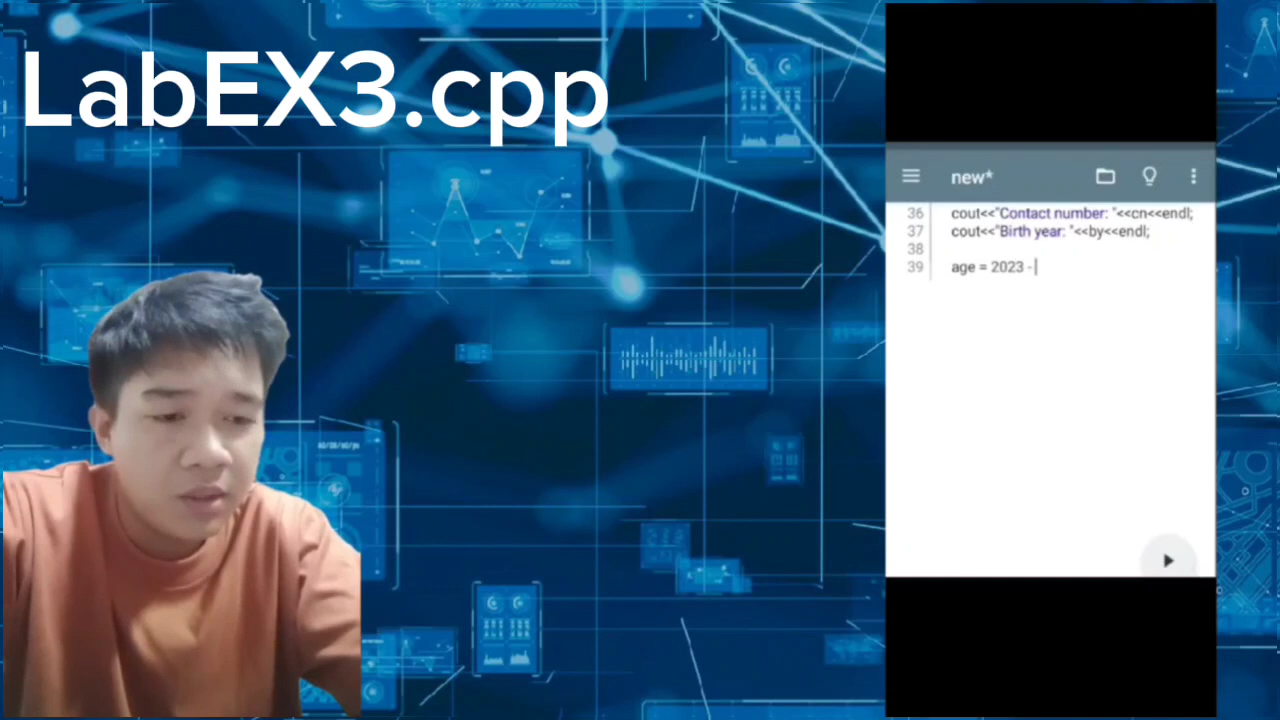 LabEX3.cpp
new*
36 cout<<"Contact number: "<<cn<<endl;
37 cout<<"Birth year: "<<by<<endl;
38
39 age = 2023 -